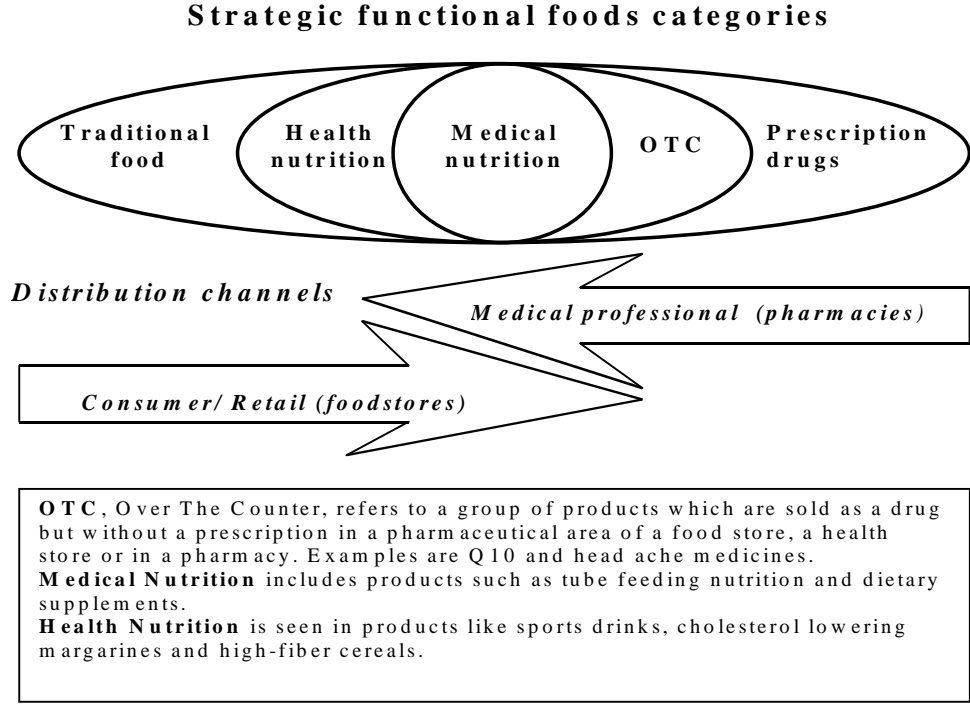 Strategic functional foods categories
Traditional
food
Health
nutrition
Medical
nutrition
OTC
Prescription
drugs
Distribution channels
Medical professional (pharmacies)
Consumer/ Retail (foodstores)
OTC, Over The Counter, refers to a group of products which are sold as a drug
but without a prescription in a pharmaceutical area of a food store, a health
store or in a pharmacy. Examples are Q10 and head ache medicines.
Medical Nutrition includes products such as tube feeding nutrition and dietary
supplements.
Health Nutrition is seen in products like sports drinks, cholesterol lowering
margarines and high-fiber cereals.